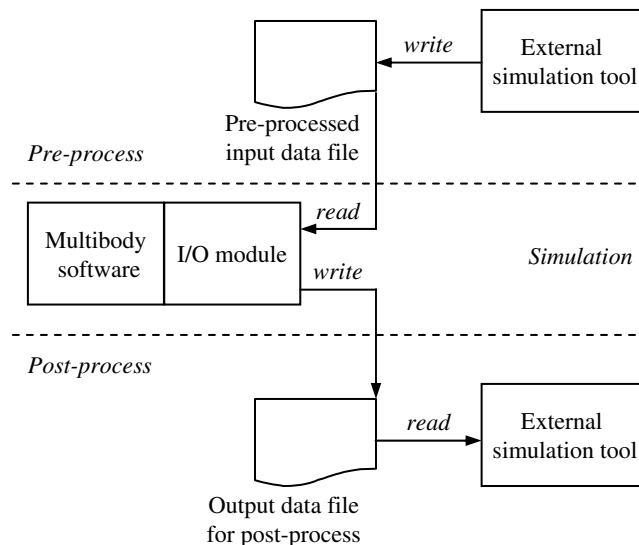 write
External
simulation tool
Pre-processed
input data file
Pre-process
read
Multibody
software
I/O module
write
Simulation
Post-process
read
External
simulation tool
Output data file
for post-process